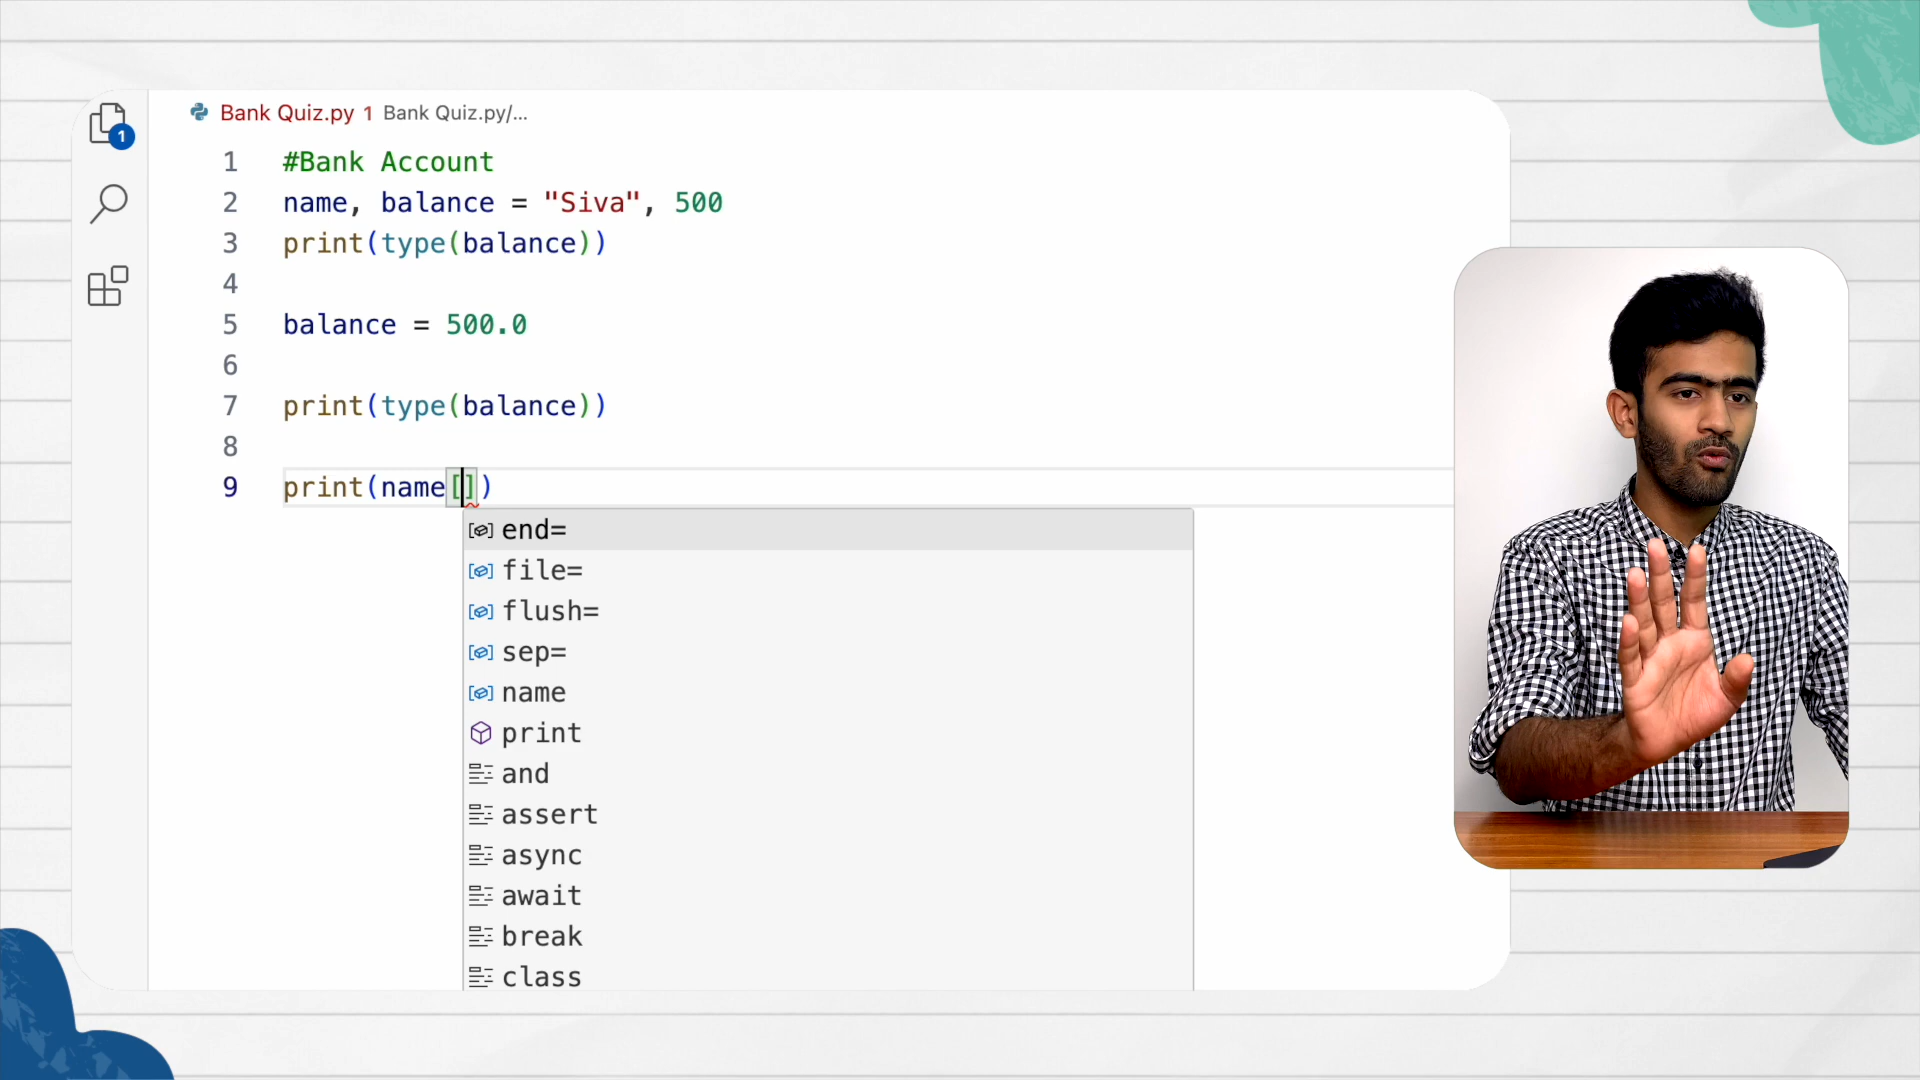 Bank Quiz.py 1 Bank Quiz.py/...
1
1 #Bank Account
2 name, balance = "Siva", 500
3 print(type(balance))
4
5 balance = 500.0
6
7 print(type(balance))
8
9 print(name[])
end=
file=
flush=
sep=
name
print
and
assert
async
await
break
class